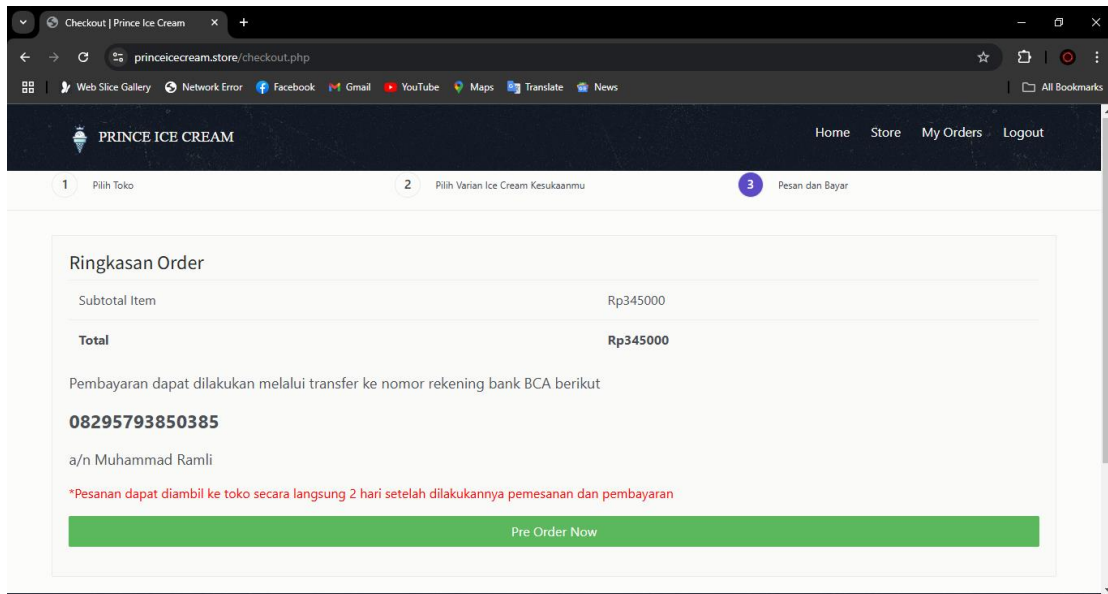 Checkout | Prince Ice Cream
princeicecream.store/checkout.php
Web Slice Gallery Network Error Facebook Gmail YouTube Maps Translate News All Bookmarks
PRINCE ICE CREAM Home Store My Orders Logout
1 Pilih Toko 2 Pilih Varian Ice Cream Kesukaanmu 3 Pesan dan Bayar
Ringkasan Order
Subtotal Item Rp345000
Total Rp345000
Pembayaran dapat dilakukan melalui transfer ke nomor rekening bank BCA berikut
08295793850385
a/n Muhammad Ramli
*Pesanan dapat diambil ke toko secara langsung 2 hari setelah dilakukannya pemesanan dan pembayaran
Pre Order Now